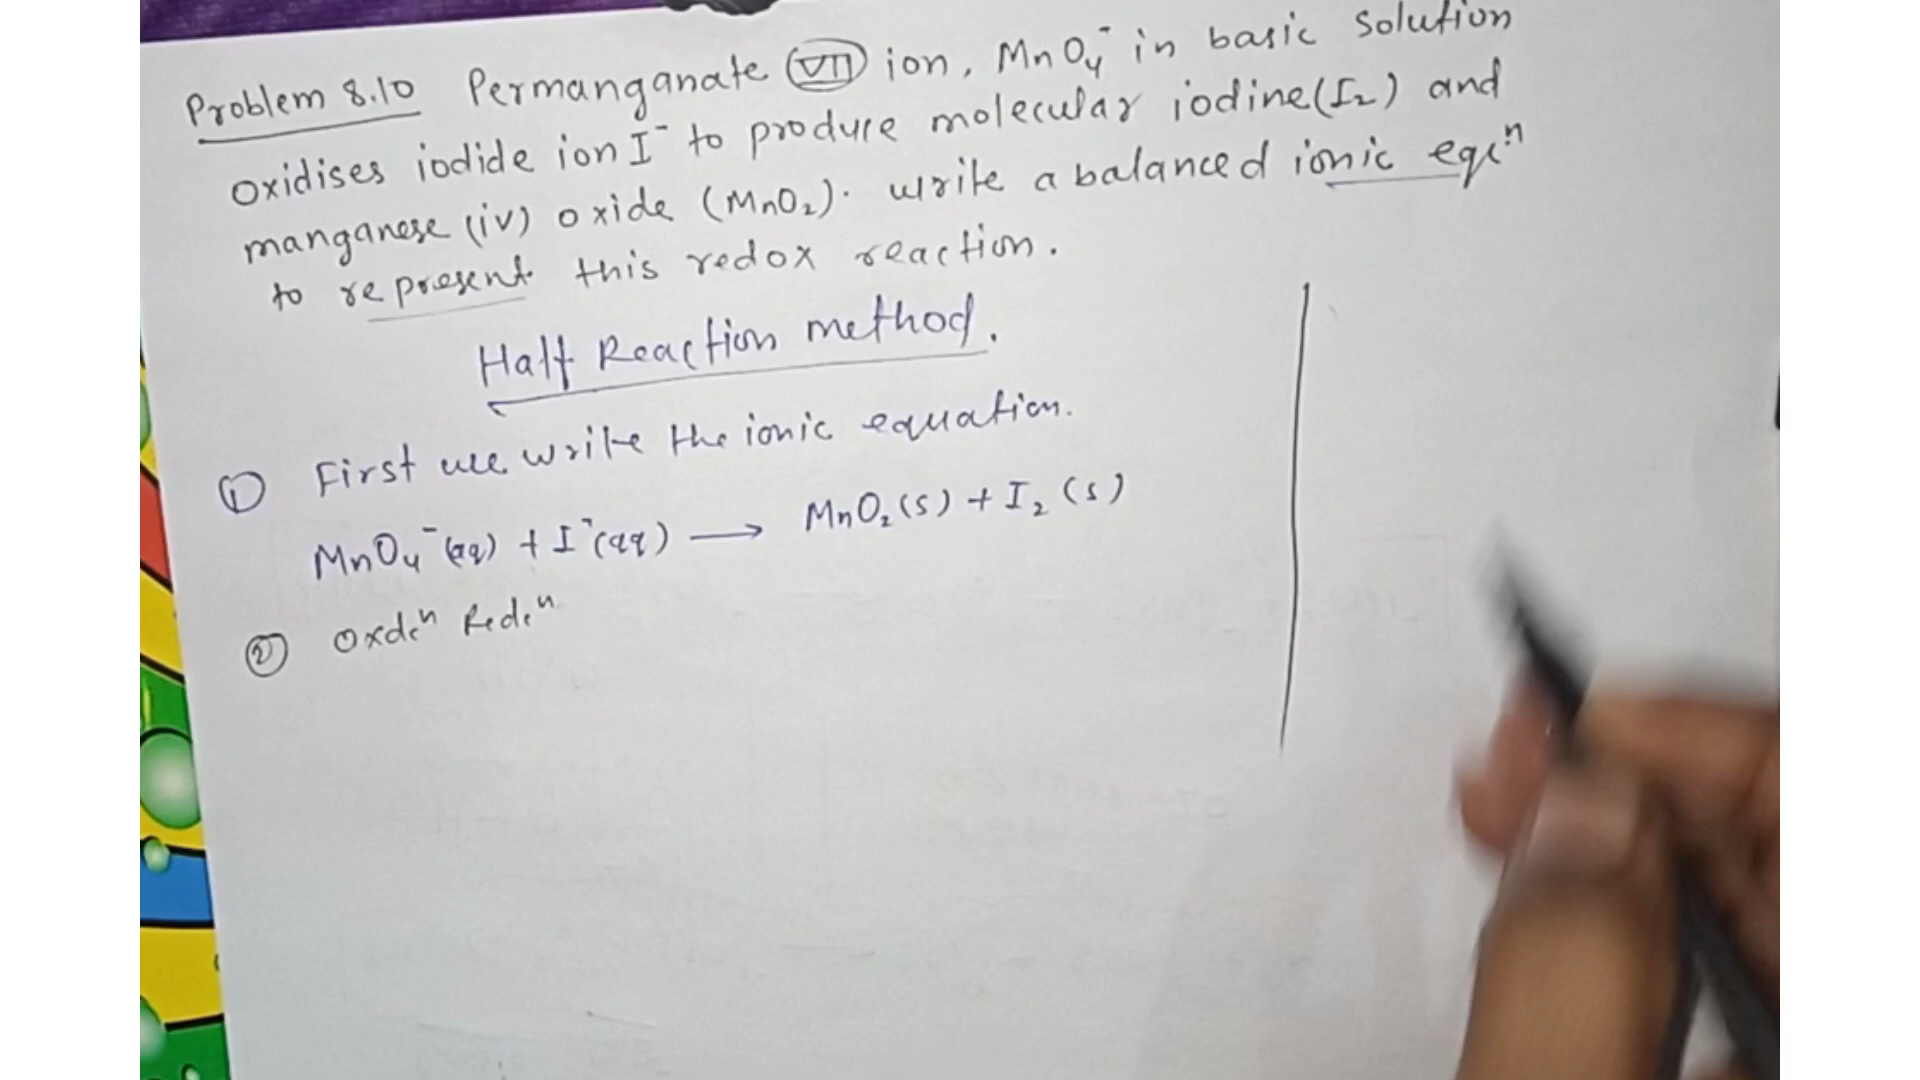 Problem 8.10 Permanganate (VII) ion, MnO₄⁻ in basic solution
oxidises iodide ion I⁻ to produce molecular iodine(I₂) and
manganese (iv) oxide (MnO₂). write a balanced ionic eqⁿ
to represent this redox reaction.
Half Reaction method.
① First we write the ionic equation.
MnO₄⁻(aq) + I⁻(aq) ⟶ MnO₂(s) + I₂(s)
② Oxdⁿ Redⁿ